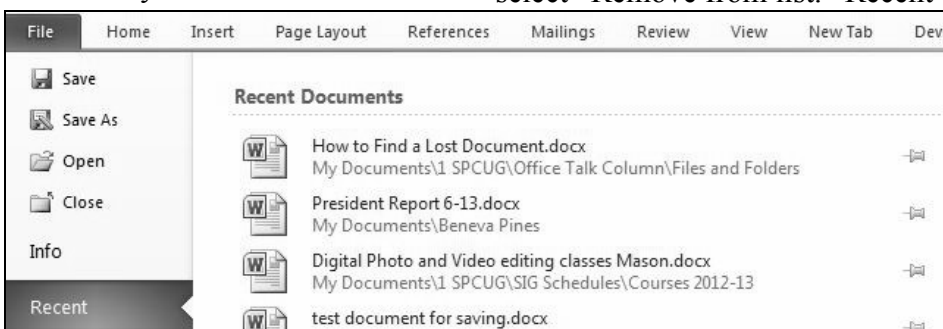 select "Remove from list." Recent
File Home Insert Page Layout References Mailings Review View New Tab Dev
Save
Save As
Open
Close
Info
Recent
Recent Documents
How to Find a Lost Document.docx
My Documents\1 SPCUG\Office Talk Column\Files and Folders
President Report 6-13.docx
My Documents\Beneva Pines
Digital Photo and Video editing classes Mason.docx
My Documents\1 SPCUG\SIG Schedules\Courses 2012-13
test document for saving.docx